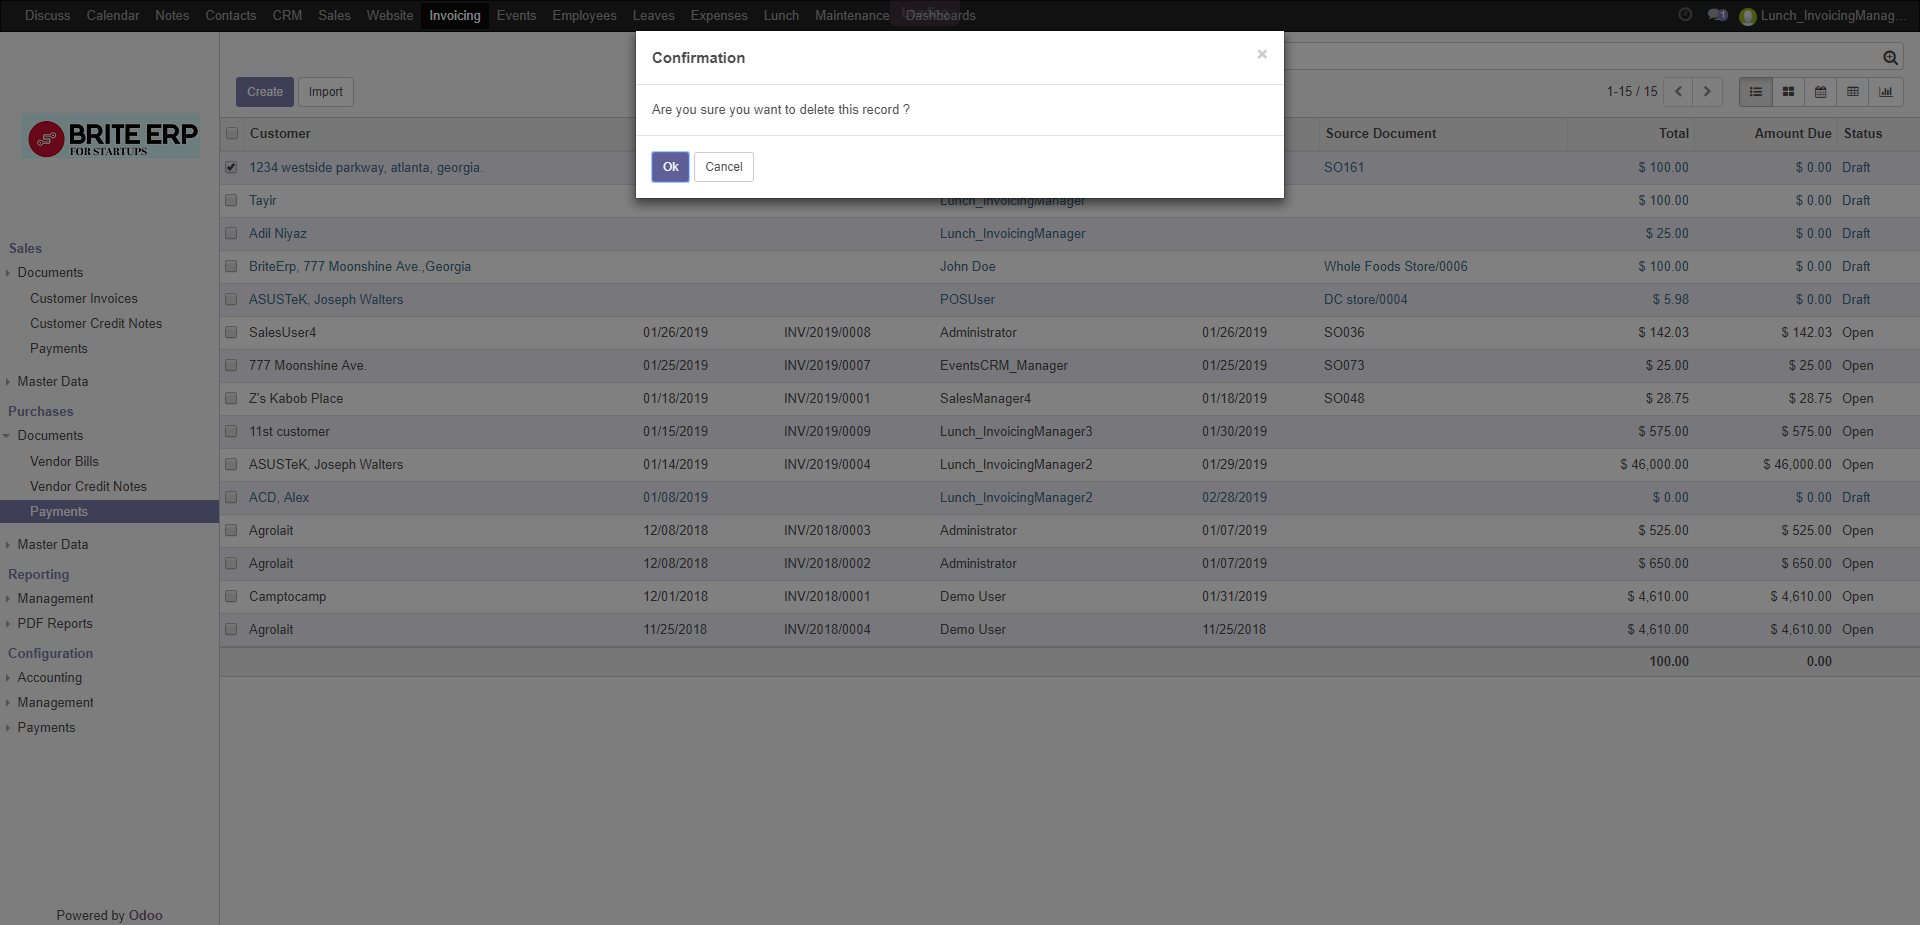 Discuss Calendar Notes Contacts CRM Sales Website Invoicing Events Employees Leaves Expenses Lunch Maintenance Dashboards 1 Lunch_InvoicingManag...
Confirmation ×
Are you sure you want to delete this record ?
Ok Cancel
Create Import 1-15 / 15
BRITE ERP
FOR STARTUPS
Sales
Documents
Customer Invoices
Customer Credit Notes
Payments
Master Data
Purchases
Documents
Vendor Bills
Vendor Credit Notes
Payments
Master Data
Reporting
Management
PDF Reports
Configuration
Accounting
Management
Payments
Powered by Odoo
Customer Source Document Total Amount Due Status
1234 westside parkway, atlanta, georgia. SO161 $ 100.00 $ 0.00 Draft
Tayir Lunch_InvoicingManager $ 100.00 $ 0.00 Draft
Adil Niyaz Lunch_InvoicingManager $ 25.00 $ 0.00 Draft
BriteErp, 777 Moonshine Ave.,Georgia John Doe Whole Foods Store/0006 $ 100.00 $ 0.00 Draft
ASUSTeK, Joseph Walters POSUser DC store/0004 $ 5.98 $ 0.00 Draft
SalesUser4 01/26/2019 INV/2019/0008 Administrator 01/26/2019 SO036 $ 142.03 $ 142.03 Open
777 Moonshine Ave. 01/25/2019 INV/2019/0007 EventsCRM_Manager 01/25/2019 SO073 $ 25.00 $ 25.00 Open
Z's Kabob Place 01/18/2019 INV/2019/0001 SalesManager4 01/18/2019 SO048 $ 28.75 $ 28.75 Open
11st customer 01/15/2019 INV/2019/0009 Lunch_InvoicingManager3 01/30/2019 $ 575.00 $ 575.00 Open
ASUSTeK, Joseph Walters 01/14/2019 INV/2019/0004 Lunch_InvoicingManager2 01/29/2019 $ 46,000.00 $ 46,000.00 Open
ACD, Alex 01/08/2019 Lunch_InvoicingManager2 02/28/2019 $ 0.00 $ 0.00 Draft
Agrolait 12/08/2018 INV/2018/0003 Administrator 01/07/2019 $ 525.00 $ 525.00 Open
Agrolait 12/08/2018 INV/2018/0002 Administrator 01/07/2019 $ 650.00 $ 650.00 Open
Camptocamp 12/01/2018 INV/2018/0001 Demo User 01/31/2019 $ 4,610.00 $ 4,610.00 Open
Agrolait 11/25/2018 INV/2018/0004 Demo User 11/25/2018 $ 4,610.00 $ 4,610.00 Open
100.00 0.00